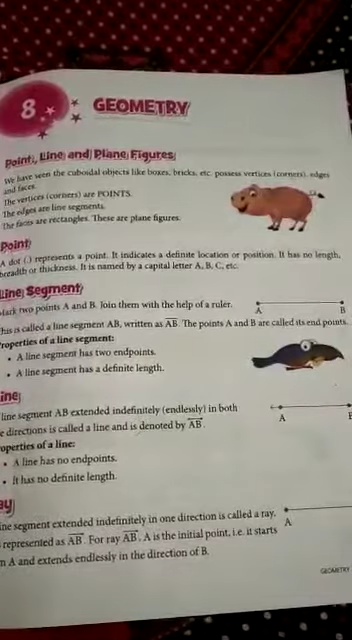 8
GEOMETRY
Point, Line and Plane Figures
We have seen the cuboidal objects like boxes, bricks, etc. possess vertices (corners), edges
and faces.
The vertices (corners) are POINTS.
The edges are line segments.
The faces are rectangles. These are plane figures.
Point
A dot (.) represents a point. It indicates a definite location or position. It has no length,
breadth or thickness. It is named by a capital letter A, B, C, etc.
Line Segment
Mark two points A and B. Join them with the help of a ruler.
A B
This is called a line segment AB, written as AB. The points A and B are called its end points.
roperties of a line segment:
• A line segment has two endpoints.
• A line segment has a definite length.
ine
line segment AB extended indefinitely (endlessly) in both
e directions is called a line and is denoted by AB.
A
operties of a line:
• A line has no endpoints.
• It has no definite length.
ay
ine segment extended indefinitely in one direction is called a ray.
represented as AB. For ray AB, A is the initial point, i.e. it starts
A
m A and extends endlessly in the direction of B.
GEOMETRY